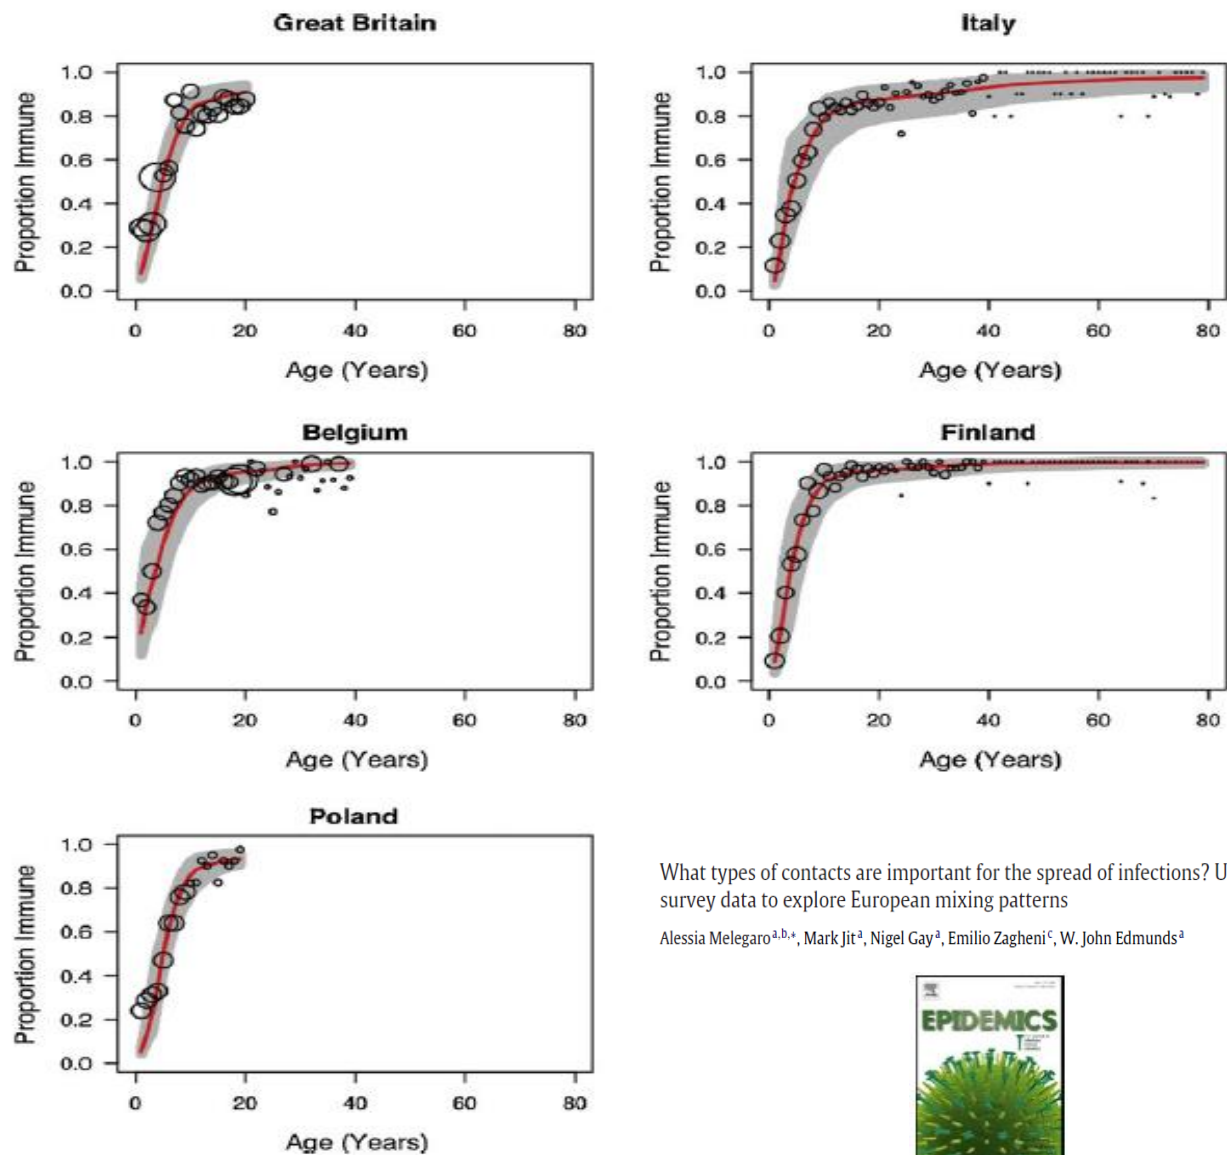 Great Britain
Proportion Immune
1.0
0.8
0.6
0.4
0.2
0.0
0 20 40 60 80
Age (Years)
Italy
Proportion Immune
1.0
0.8
0.6
0.4
0.2
0.0
0 20 40 60 80
Age (Years)
Belgium
Proportion Immune
1.0
0.8
0.6
0.4
0.2
0.0
0 20 40 60 80
Age (Years)
Finland
Proportion Immune
1.0
0.8
0.6
0.4
0.2
0.0
0 20 40 60 80
Age (Years)
Poland
Proportion Immune
1.0
0.8
0.6
0.4
0.2
0.0
0 20 40 60 80
Age (Years)
What types of contacts are important for the spread of infections? U
survey data to explore European mixing patterns
Alessia Melegaro a,b,*, Mark Jit a, Nigel Gay a, Emilio Zagheni c, W. John Edmunds a
EPIDEMICS